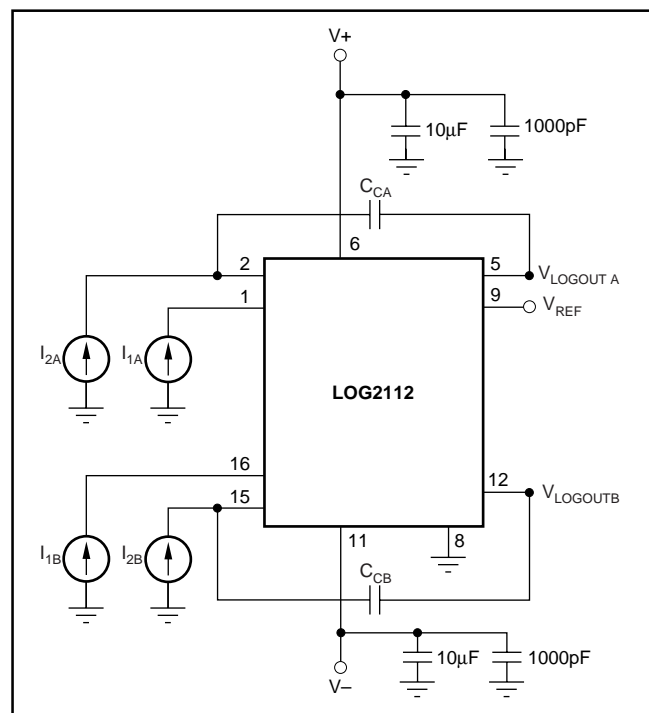 V+
10µF
1000pF
CCA
6
2
5
VLOGOUT A
1
9
VREF
I2A
I1A
LOG2112
16
12
VLOGOUTB
15
11
8
I1B
I2B
CCB
10µF
1000pF
V–